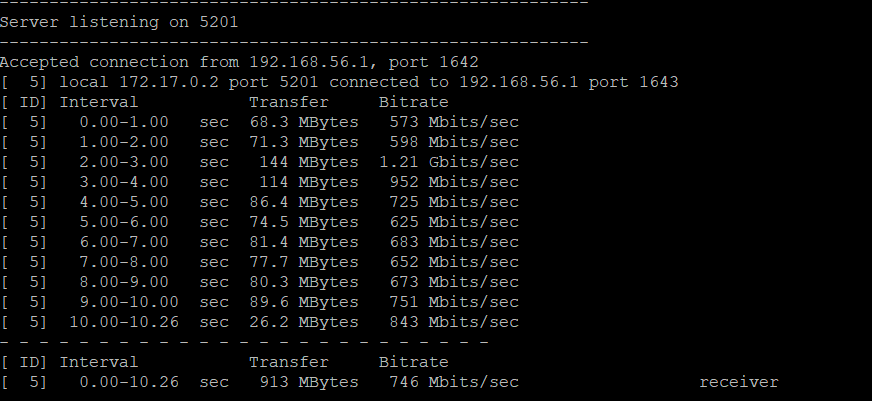 -----------------------------------------------------------
Server listening on 5201
-----------------------------------------------------------
Accepted connection from 192.168.56.1, port 1642
[  5] local 172.17.0.2 port 5201 connected to 192.168.56.1 port 1643
[ ID] Interval           Transfer     Bitrate
[  5]   0.00-1.00   sec  68.3 MBytes   573 Mbits/sec
[  5]   1.00-2.00   sec  71.3 MBytes   598 Mbits/sec
[  5]   2.00-3.00   sec   144 MBytes  1.21 Gbits/sec
[  5]   3.00-4.00   sec   114 MBytes   952 Mbits/sec
[  5]   4.00-5.00   sec  86.4 MBytes   725 Mbits/sec
[  5]   5.00-6.00   sec  74.5 MBytes   625 Mbits/sec
[  5]   6.00-7.00   sec  81.4 MBytes   683 Mbits/sec
[  5]   7.00-8.00   sec  77.7 MBytes   652 Mbits/sec
[  5]   8.00-9.00   sec  80.3 MBytes   673 Mbits/sec
[  5]   9.00-10.00  sec  89.6 MBytes   751 Mbits/sec
[  5]  10.00-10.26  sec  26.2 MBytes   843 Mbits/sec
- - - - - - - - - - - - - - - - - - - - - - - - -
[ ID] Interval           Transfer     Bitrate
[  5]   0.00-10.26  sec   913 MBytes   746 Mbits/sec                  receiver